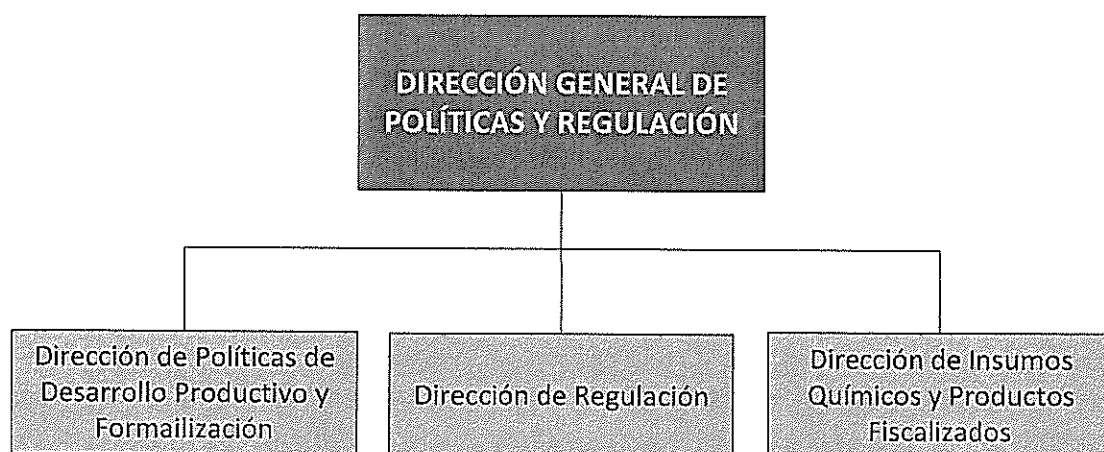 DIRECCIÓN GENERAL DE
POLÍTICAS Y REGULACIÓN
Dirección de Políticas de
Desarrollo Productivo y
Formailización
Dirección de Regulación
Dirección de Insumos
Químicos y Productos
Fiscalizados